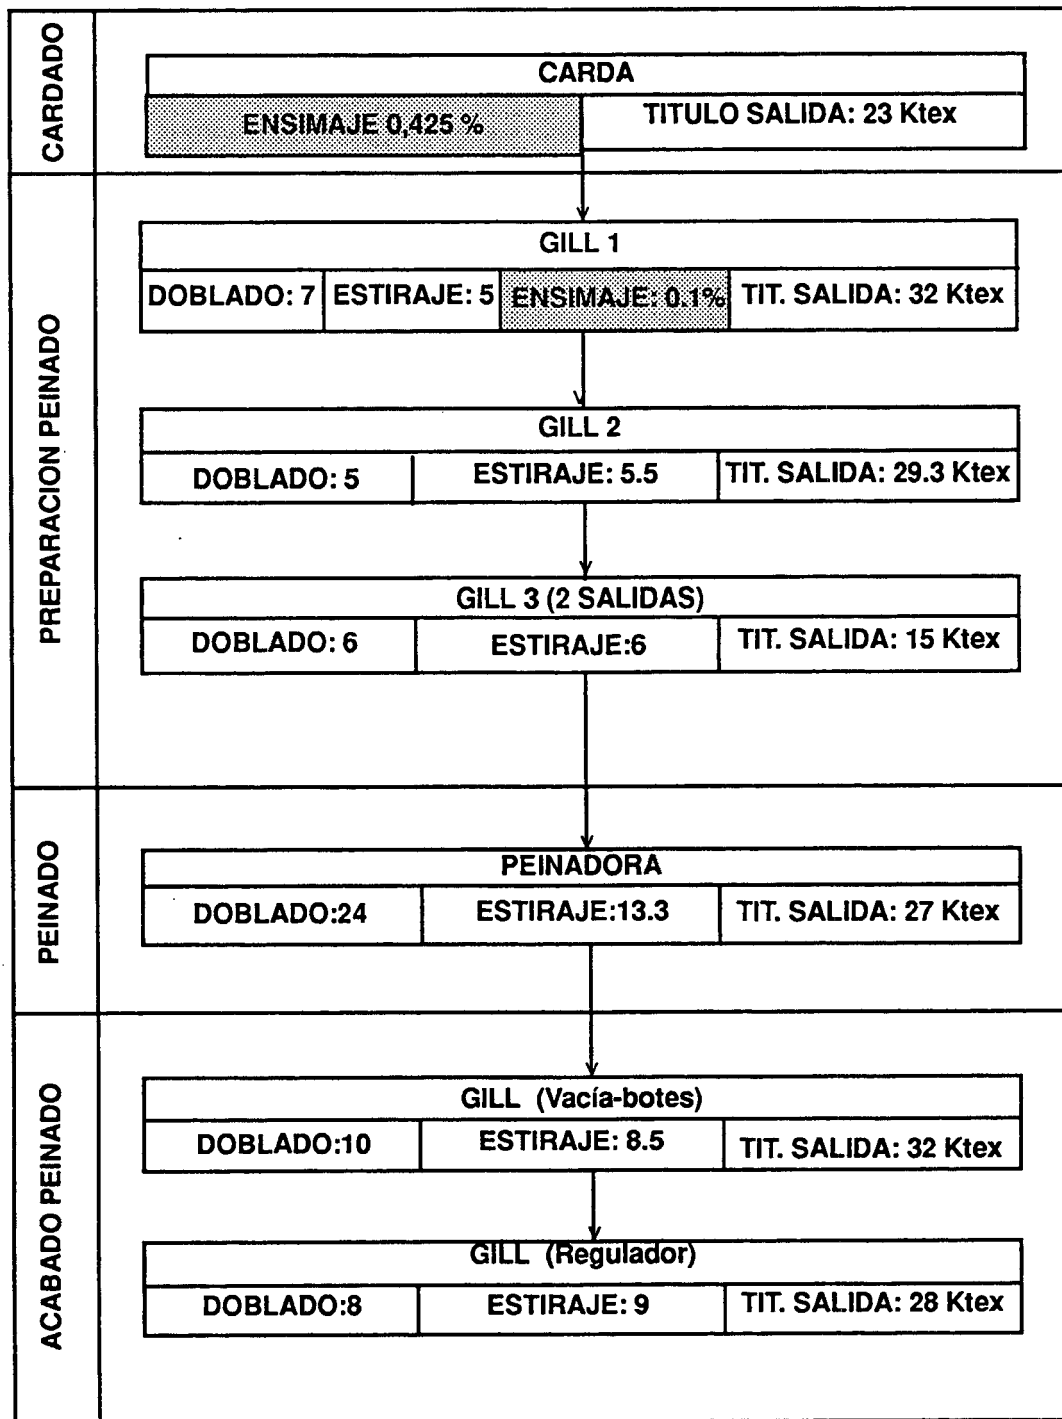 CARDADO
CARDA
ENSIMAJE 0,425 %
TITULO SALIDA: 23 Ktex
PREPARACION PEINADO
GILL 1
DOBLADO: 7
ESTIRAJE: 5
ENSIMAJE: 0.1%
TIT. SALIDA: 32 Ktex
GILL 2
DOBLADO: 5
ESTIRAJE: 5.5
TIT. SALIDA: 29.3 Ktex
GILL 3 (2 SALIDAS)
DOBLADO: 6
ESTIRAJE:6
TIT. SALIDA: 15 Ktex
PEINADO
PEINADORA
DOBLADO:24
ESTIRAJE:13.3
TIT. SALIDA: 27 Ktex
ACABADO PEINADO
GILL (Vacía-botes)
DOBLADO:10
ESTIRAJE: 8.5
TIT. SALIDA: 32 Ktex
GILL (Regulador)
DOBLADO:8
ESTIRAJE: 9
TIT. SALIDA: 28 Ktex